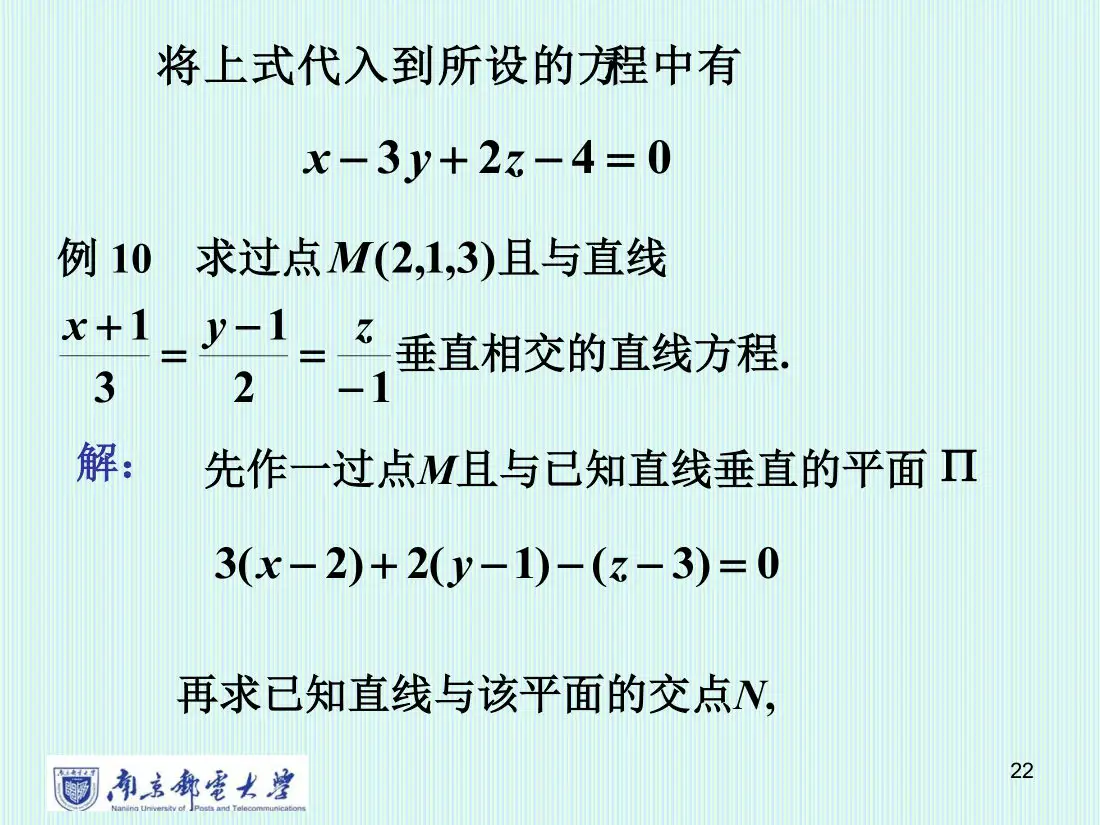 将上式代入到所设的方程中有
x − 3y + 2z − 4 = 0
例 10 求过点 M(2,1,3) 且与直线
(x + 1)/3 = (y − 1)/2 = z/(−1) 垂直相交的直线方程.
解： 先作一过点M且与已知直线垂直的平面 Π
3(x − 2) + 2(y − 1) − (z − 3) = 0
再求已知直线与该平面的交点N,
南京郵電大學
Nanjing University of Posts and Telecommunications
22